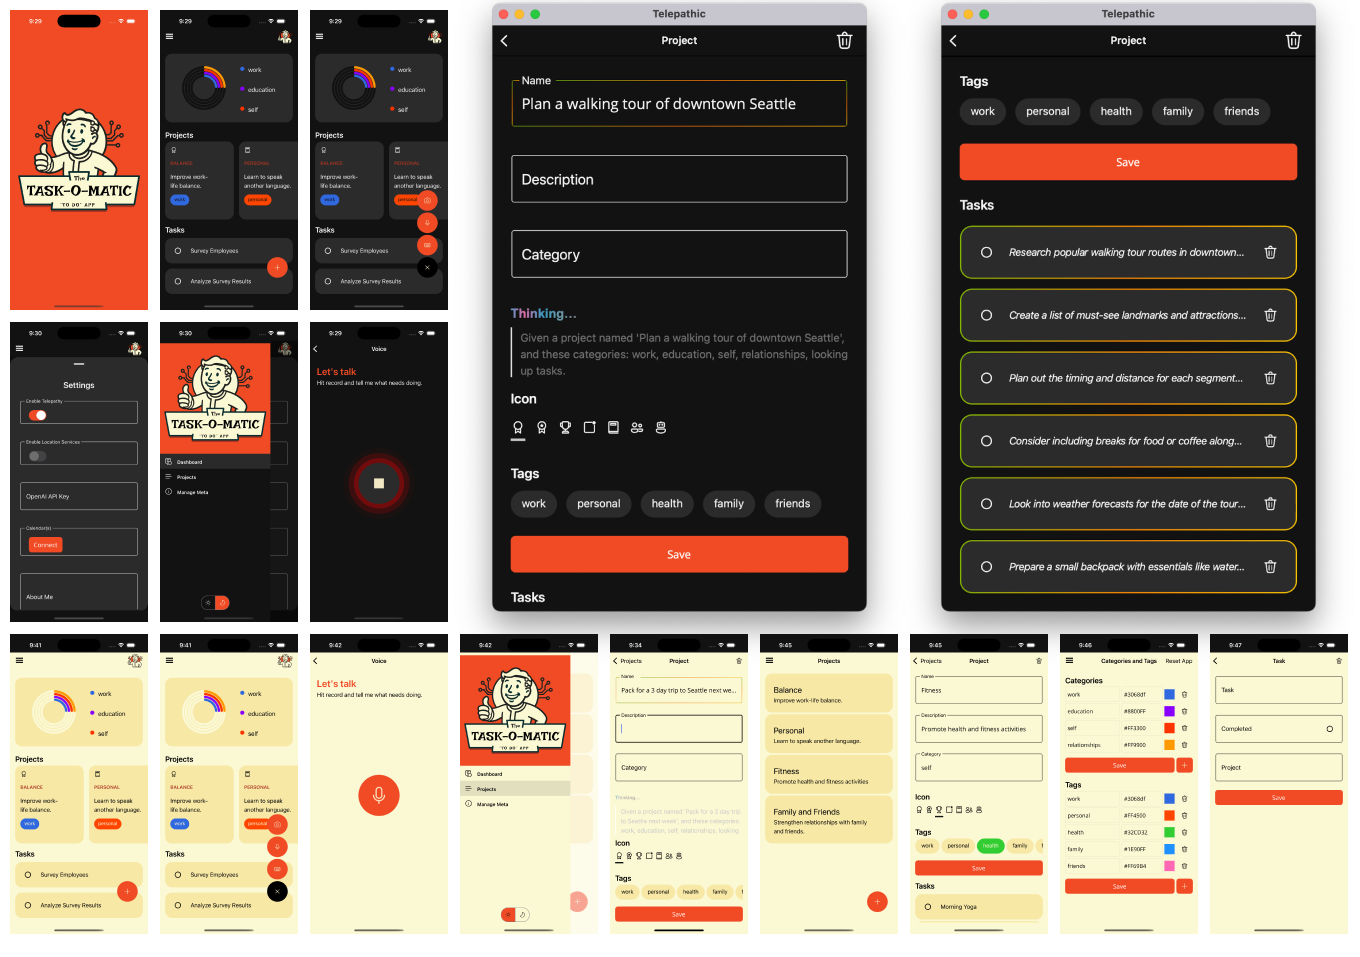 9:29
The
TASK-O-MATIC
"TO DO" APP
9:29
work
education
self
Projects
BALANCE
Improve work-
life balance.
work
PERSONAL
Learn to speak
another language.
personal
Tasks
Survey Employees
Analyze Survey Results
9:29
work
education
self
Projects
BALANCE
Improve work-
life balance.
work
PERSONAL
Learn to speak
another language.
personal
Tasks
Survey Employees
Analyze Survey Results
Telepathic
Project
Name
Plan a walking tour of downtown Seattle
Description
Category
Thinking...
Given a project named 'Plan a walking tour of downtown Seattle',
and these categories: work, education, self, relationships, looking
up tasks.
Icon
Tags
work
personal
health
family
friends
Save
Tasks
Telepathic
Project
Tags
work
personal
health
family
friends
Save
Tasks
Research popular walking tour routes in downtown...
Create a list of must-see landmarks and attractions...
Plan out the timing and distance for each segment...
Consider including breaks for food or coffee along...
Look into weather forecasts for the date of the tour...
Prepare a small backpack with essentials like water...
9:30
Settings
Enable Telepathy
Enable Location Services
OpenAI API Key
Calendar(s)
Connect
About Me
9:30
The
TASK-O-MATIC
"TO DO" APP
Dashboard
Projects
Manage Meta
9:29
Voice
Let's talk
Hit record and tell me what needs doing.
9:41
work
education
self
Projects
BALANCE
Improve work-
life balance.
work
PERSONAL
Learn to speak
another language.
personal
Tasks
Survey Employees
Analyze Survey Results
9:41
work
education
self
Projects
BALANCE
Improve work-
life balance.
work
PERSONAL
Learn to speak
another language.
personal
Tasks
Survey Employees
Analyze Survey Results
9:42
Voice
Let's talk
Hit record and tell me what needs doing.
9:42
The
TASK-O-MATIC
"TO DO" APP
Dashboard
Projects
Manage Meta
9:34
Projects
Project
Name
Pack for a 3 day trip to Seattle next we...
Description
Category
Thinking...
Given a project named 'Pack for a 3 day trip
to Seattle next week', and these categories:
work, education, self, relationships, looking
Icon
Tags
work
personal
health
family
Save
9:45
Projects
Balance
Improve work-life balance.
Personal
Learn to speak another language.
Fitness
Promote health and fitness activities
Family and Friends
Strengthen relationships with family
and friends.
9:45
Projects
Project
Name
Fitness
Description
Promote health and fitness activities
Category
self
Icon
Tags
work
personal
health
family
Save
Tasks
Morning Yoga
9:46
Categories and Tags
Reset App
Categories
work #3068df
education #8800FF
self #FF3300
relationships #FF9900
Save
Tags
work #3068df
personal #FF4500
health #32CD32
family #1E90FF
friends #FF69B4
Save
9:47
Task
Task
Completed
Project
Save